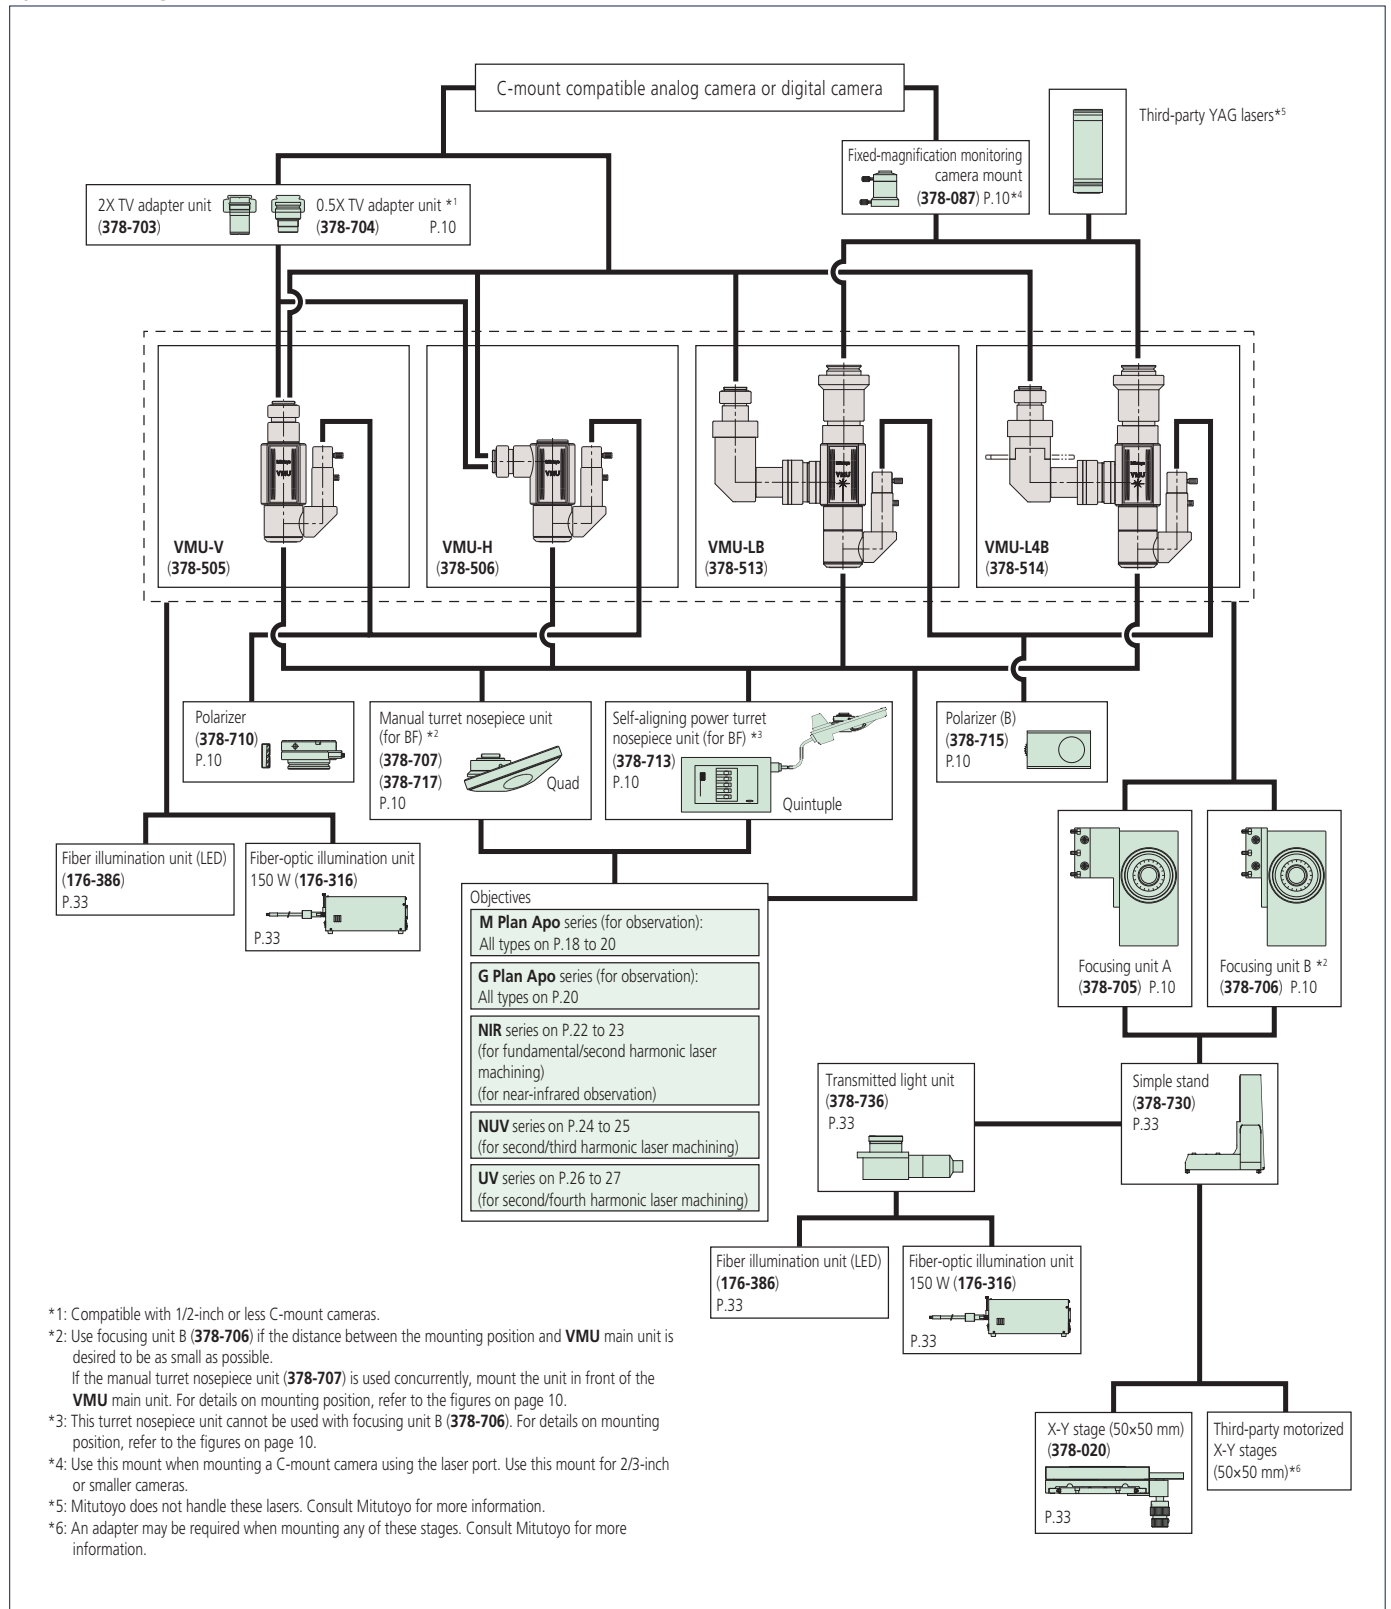 C-mount compatible analog camera or digital camera
Third-party YAG lasers*5
Fixed-magnification monitoring
camera mount
(378-087) P.10*4
2X TV adapter unit
(378-703)
0.5X TV adapter unit *1
(378-704) P.10
VMU-V
(378-505)
VMU-H
(378-506)
VMU-LB
(378-513)
VMU-L4B
(378-514)
Mitutoyo
VMU
Mitutoyo
VMU
Mitutoyo
VMU
Mitutoyo
VMU
Polarizer
(378-710)
P.10
Manual turret nosepiece unit
(for BF) *2
(378-707)
(378-717)
P.10
Quad
Self-aligning power turret
nosepiece unit (for BF) *3
(378-713)
P.10
Quintuple
Polarizer (B)
(378-715)
P.10
Fiber illumination unit (LED)
(176-386)
P.33
Fiber-optic illumination unit
150 W (176-316)
P.33
Objectives
M Plan Apo series (for observation):
All types on P.18 to 20
G Plan Apo series (for observation):
All types on P.20
NIR series on P.22 to 23
(for fundamental/second harmonic laser
machining)
(for near-infrared observation)
NUV series on P.24 to 25
(for second/third harmonic laser machining)
UV series on P.26 to 27
(for second/fourth harmonic laser machining)
Focusing unit A
(378-705) P.10
Focusing unit B *2
(378-706) P.10
Transmitted light unit
(378-736)
P.33
Simple stand
(378-730)
P.33
Fiber illumination unit (LED)
(176-386)
P.33
Fiber-optic illumination unit
150 W (176-316)
P.33
X-Y stage (50×50 mm)
(378-020)
P.33
Third-party motorized
X-Y stages
(50×50 mm)*6
*1: Compatible with 1/2-inch or less C-mount cameras.
*2: Use focusing unit B (378-706) if the distance between the mounting position and VMU main unit is
desired to be as small as possible.
If the manual turret nosepiece unit (378-707) is used concurrently, mount the unit in front of the
VMU main unit. For details on mounting position, refer to the figures on page 10.
*3: This turret nosepiece unit cannot be used with focusing unit B (378-706). For details on mounting
position, refer to the figures on page 10.
*4: Use this mount when mounting a C-mount camera using the laser port. Use this mount for 2/3-inch
or smaller cameras.
*5: Mitutoyo does not handle these lasers. Consult Mitutoyo for more information.
*6: An adapter may be required when mounting any of these stages. Consult Mitutoyo for more
information.